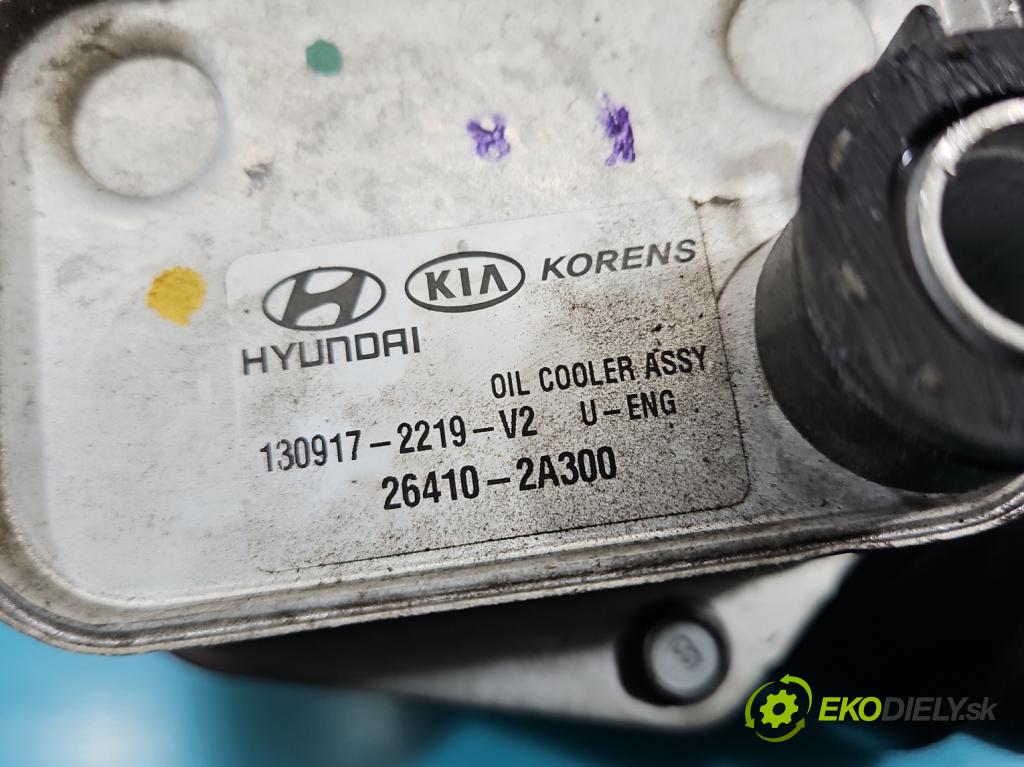 HYUNDAI KIA KORENS
OIL COOLER ASSY
130917-2219-V2 U-ENG
26410-2A300
EKODIELY.sk